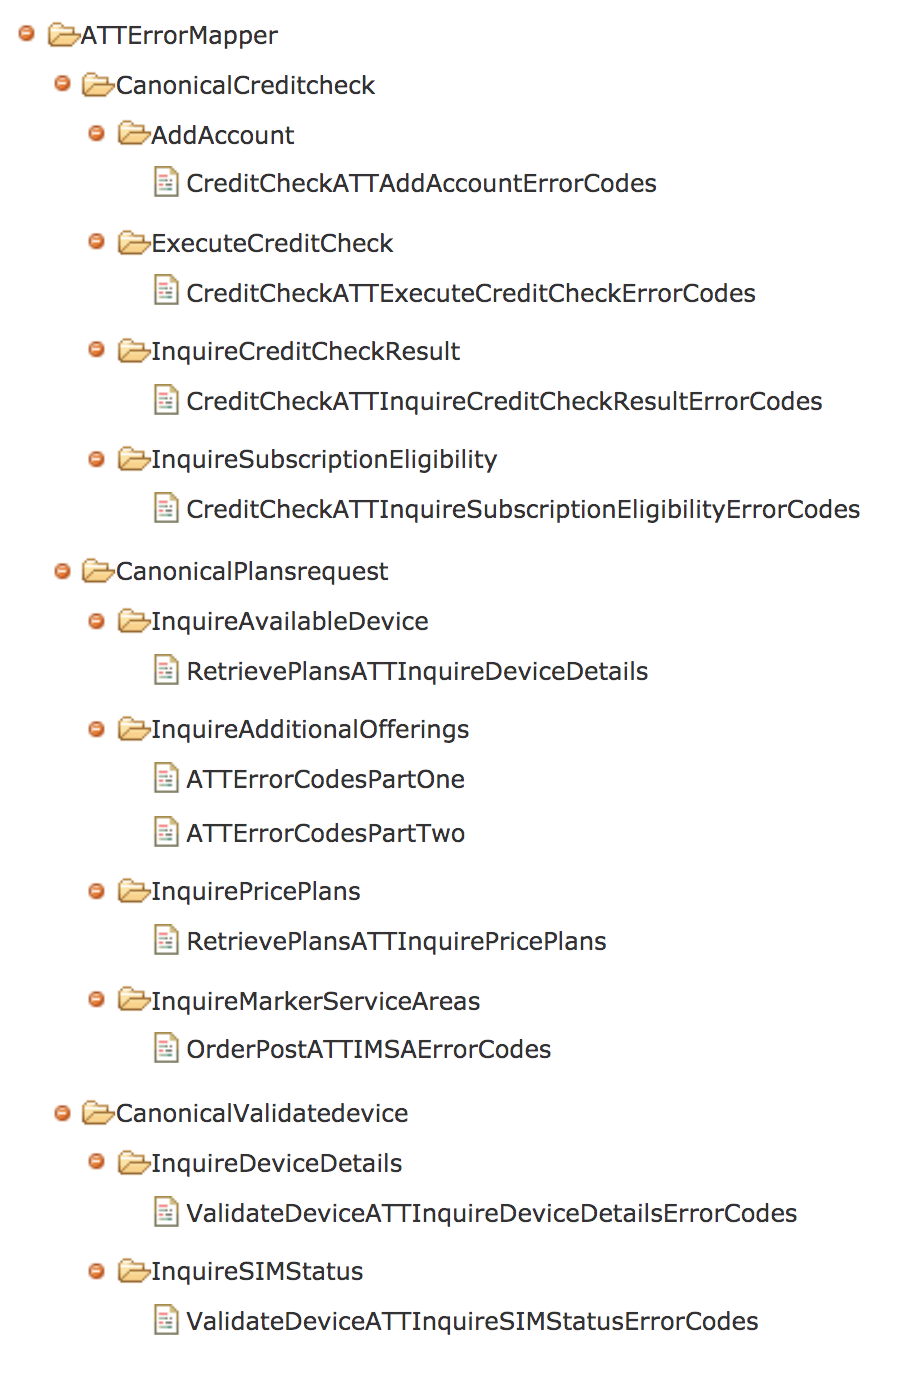 ATTErrorMapper
CanonicalCreditcheck
AddAccount
CreditCheckATTAddAccountErrorCodes
ExecuteCreditCheck
CreditCheckATTExecuteCreditCheckErrorCodes
InquireCreditCheckResult
CreditCheckATTInquireCreditCheckResultErrorCodes
InquireSubscriptionEligibility
CreditCheckATTInquireSubscriptionEligibilityErrorCodes
CanonicalPlansrequest
InquireAvailableDevice
RetrievePlansATTInquireDeviceDetails
InquireAdditionalOfferings
ATTErrorCodesPartOne
ATTErrorCodesPartTwo
InquirePricePlans
RetrievePlansATTInquirePricePlans
InquireMarkerServiceAreas
OrderPostATTIMSAErrorCodes
CanonicalValidatedevice
InquireDeviceDetails
ValidateDeviceATTInquireDeviceDetailsErrorCodes
InquireSIMStatus
ValidateDeviceATTInquireSIMStatusErrorCodes